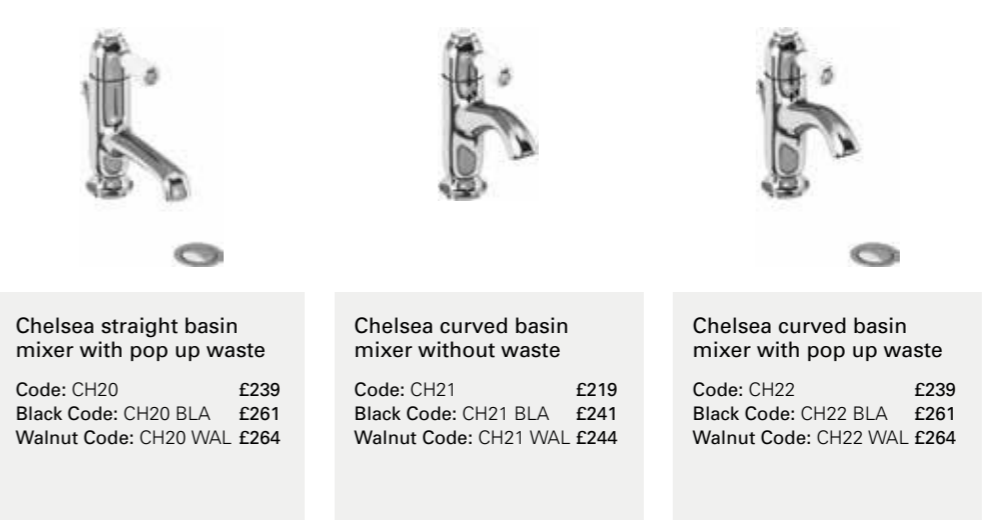 Chelsea straight basin
mixer with pop up waste
Code: CH20 £239
Black Code: CH20 BLA £261
Walnut Code: CH20 WAL £264
Chelsea curved basin
mixer without waste
Code: CH21 £219
Black Code: CH21 BLA £241
Walnut Code: CH21 WAL £244
Chelsea curved basin
mixer with pop up waste
Code: CH22 £239
Black Code: CH22 BLA £261
Walnut Code: CH22 WAL £264